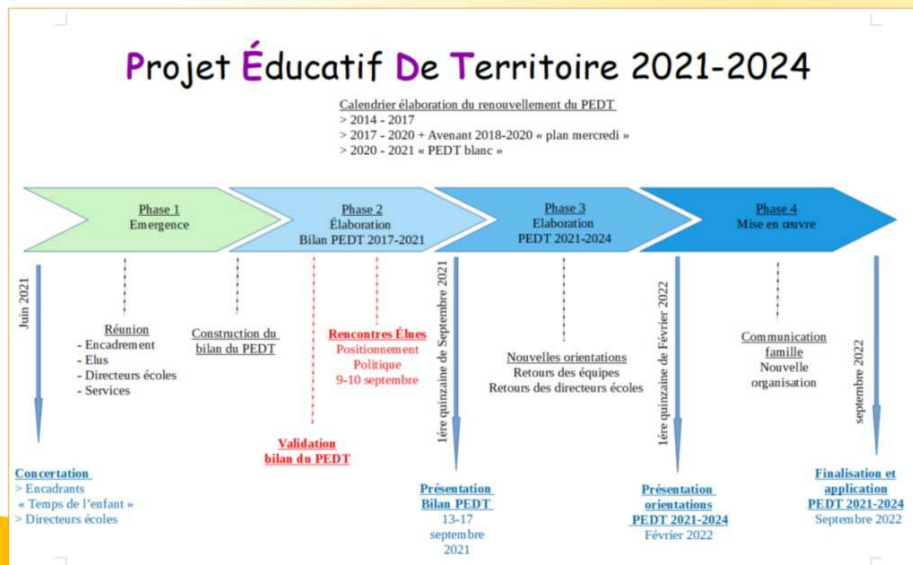 Projet Éducatif De Territoire 2021-2024
Calendrier élaboration du renouvellement du PEDT
> 2014 - 2017
> 2017 - 2020 + Avenant 2018-2020 « plan mercredi »
> 2020 - 2021 « PEDT blanc »
Phase 1
Emergence
Phase 2
Élaboration
Bilan PEDT 2017-2021
Phase 3
Elaboration
PEDT 2021-2024
Phase 4
Mise en œuvre
Juin 2021
Réunion
- Encadrement
- Elus
- Directeurs écoles
- Services
Construction du
bilan du PEDT
Rencontres Élues
Positionnement
Politique
9-10 septembre
1ére quinzaine de Septembre 2021
Nouvelles orientations
Retours des équipes
Retours des directeurs écoles
1ére quinzaine de Février 2022
Communication
famille
Nouvelle
organisation
septembre 2022
Validation
bilan du PEDT
Concertation
> Encadrants
« Temps de l'enfant »
> Directeurs écoles
Présentation
Bilan PEDT
13-17
septembre
2021
Présentation
orientations
PEDT 2021-2024
Février 2022
Finalisation et
application
PEDT 2021-2024
Septembre 2022